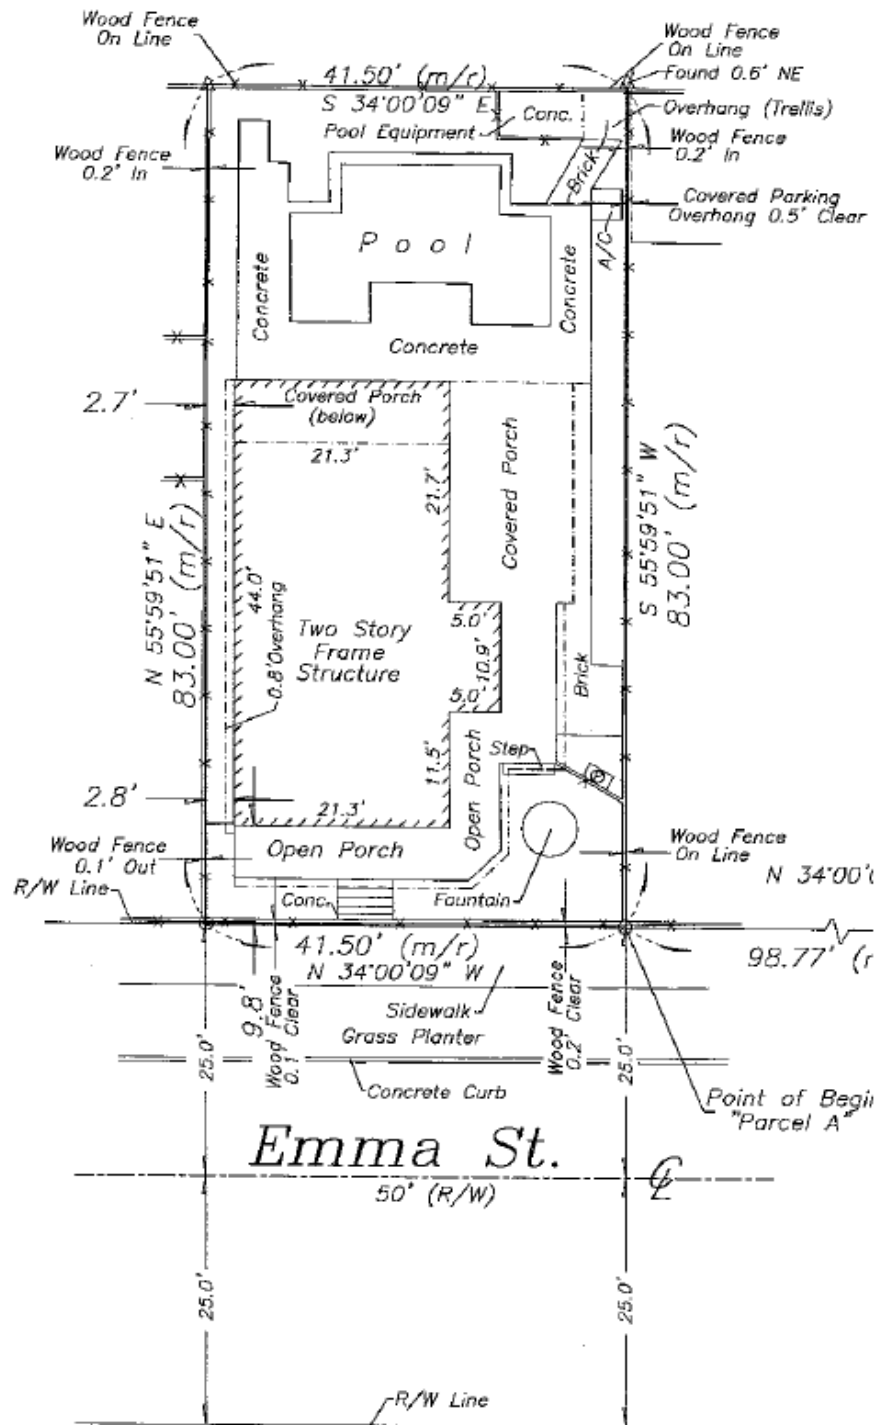 Wood Fence
On Line
Wood Fence
On Line
41.50' (m/r)
S 34°00'09" E
Found 0.6' NE
Conc.
Overhang (Trellis)
Pool Equipment
Wood Fence
0.2' In
Wood Fence
0.2' In
Brick
Covered Parking
Overhang 0.5' Clear
A/C
Pool
Concrete
Concrete
Concrete
2.7'
Covered Porch
(below)
21.3'
21.7'
Covered Porch
N 55°59'51" E
83.00' (m/r)
S 55°59'51" W
83.00' (m/r)
44.0'
0.8' Overhang
Two Story
Frame
Structure
5.0'
10.9'
5.0'
Brick
11.5'
Open Porch
Step
2.8'
21.3'
Wood Fence
0.1' Out
R/W Line
Open Porch
Wood Fence
On Line
N 34°00'0
Conc.
Fountain
41.50' (m/r)
N 34°00'09" W
98.77' (r
9.8'
Wood Fence
0.1' Clear
Sidewalk
Wood Fence
0.2' Clear
Grass Planter
25.0'
25.0'
Concrete Curb
Point of Begi
"Parcel A"
Emma St.
50' (R/W)
℄
25.0'
25.0'
R/W Line